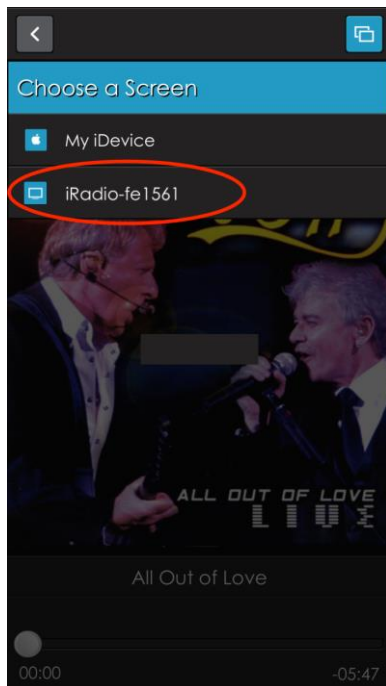 Choose a Screen
My iDevice
iRadio-fe1561
ALL OUT OF LOVE
LIVE
All Out of Love
00:00
-05:47